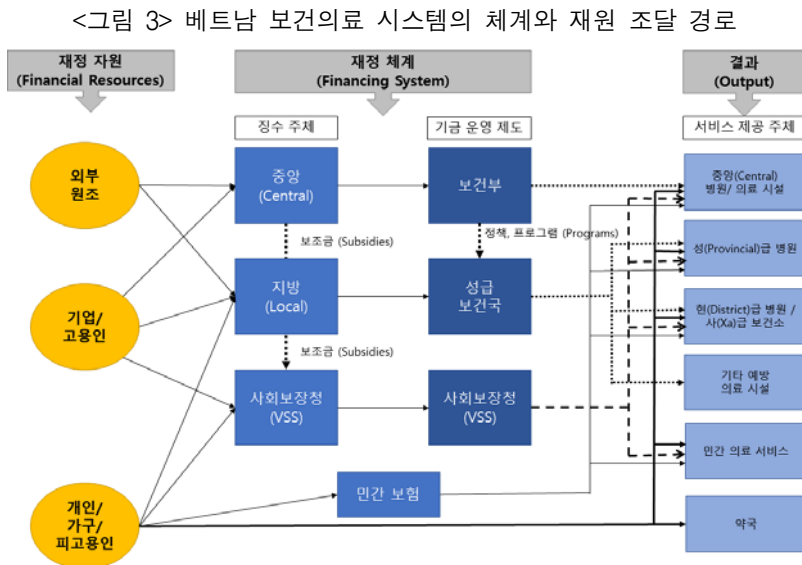 <그림 3> 베트남 보건의료 시스템의 체계와 재원 조달 경로
재정 자원
(Financial Resources)
재정 체계
(Financing System)
결과
(Output)
징수 주체
기금 운영 제도
서비스 제공 주체
외부
원조
중앙
(Central)
보건부
중앙(Central)
병원/ 의료 시설
보조금 (Subsidies)
정책, 프로그램 (Programs)
성(Provincial)급 병원
기업/
고용인
지방
(Local)
성급
보건국
현(District)급 병원 /
사(Xa)급 보건소
보조금 (Subsidies)
기타 예방
의료 시설
사회보장청
(VSS)
사회보장청
(VSS)
민간 의료 서비스
개인/
가구/
피고용인
민간 보험
약국